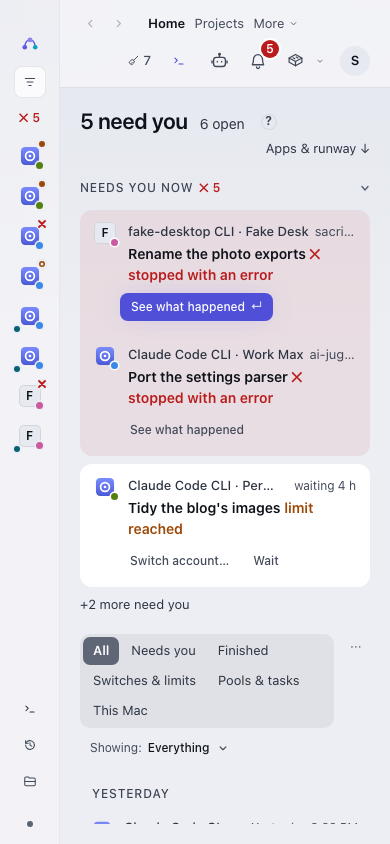 Home Projects More
7
5
S
5
5 need you 6 open ?
Apps & runway ↓
NEEDS YOU NOW ✕ 5
F fake-desktop CLI · Fake Desk sacri...
Rename the photo exports ✕
stopped with an error
See what happened ↵
Claude Code CLI · Work Max ai-jug...
Port the settings parser ✕
stopped with an error
See what happened
Claude Code CLI · Per... waiting 4 h
Tidy the blog's images limit
reached
Switch account... Wait
+2 more need you
All Needs you Finished
Switches & limits Pools & tasks
This Mac
Showing: Everything
YESTERDAY
F
F